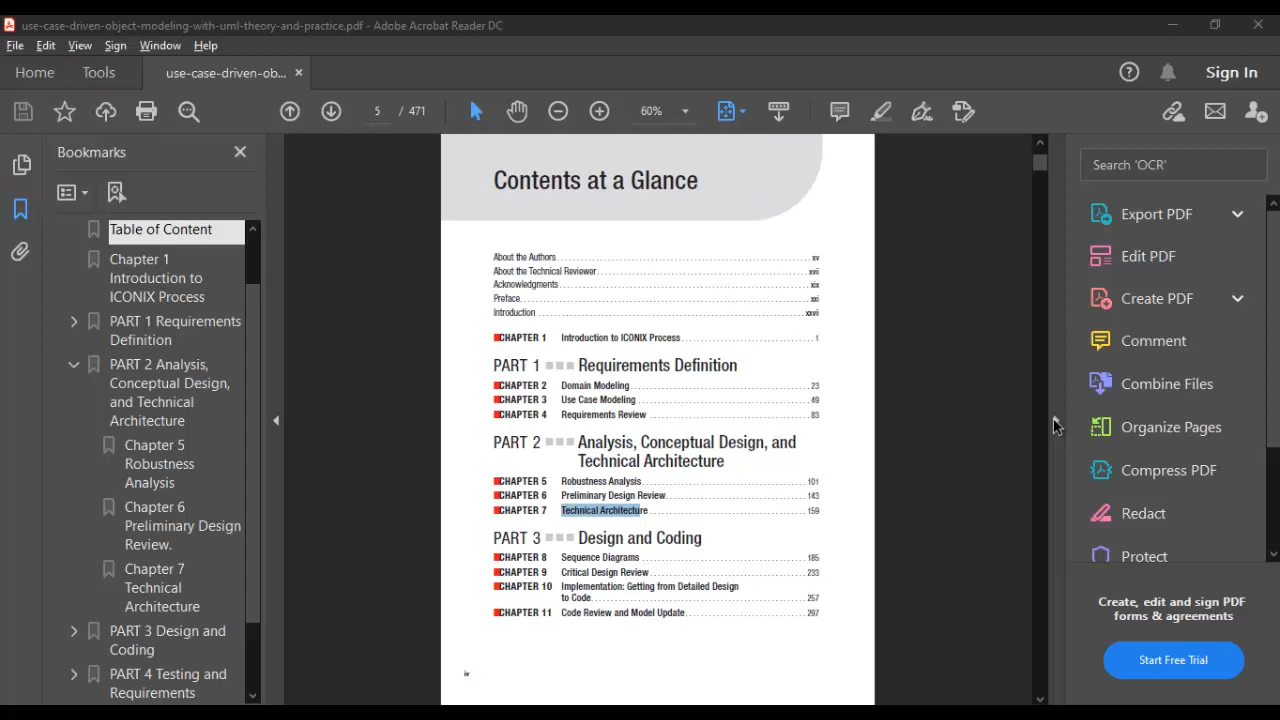 use-case-driven-object-modeling-with-uml-theory-and-practice.pdf - Adobe Acrobat Reader DC
File Edit View Sign Window Help
Home Tools use-case-driven-ob... × Sign In
5 / 471 60%
Bookmarks
Table of Content
Chapter 1
Introduction to
ICONIX Process
PART 1 Requirements
Definition
PART 2 Analysis,
Conceptual Design,
and Technical
Architecture
Chapter 5
Robustness
Analysis
Chapter 6
Preliminary Design
Review.
Chapter 7
Technical
Architecture
PART 3 Design and
Coding
PART 4 Testing and
Requirements
Contents at a Glance
About the Authors xv
About the Technical Reviewer xvii
Acknowledgments xix
Preface xxi
Introduction xxvii
CHAPTER 1 Introduction to ICONIX Process 1
PART 1 Requirements Definition
CHAPTER 2 Domain Modeling 23
CHAPTER 3 Use Case Modeling 49
CHAPTER 4 Requirements Review 83
PART 2 Analysis, Conceptual Design, and
Technical Architecture
CHAPTER 5 Robustness Analysis 101
CHAPTER 6 Preliminary Design Review 143
CHAPTER 7 Technical Architecture 159
PART 3 Design and Coding
CHAPTER 8 Sequence Diagrams 185
CHAPTER 9 Critical Design Review 233
CHAPTER 10 Implementation: Getting from Detailed Design
to Code 257
CHAPTER 11 Code Review and Model Update 297
iv
Search 'OCR'
Export PDF
Edit PDF
Create PDF
Comment
Combine Files
Organize Pages
Compress PDF
Redact
Protect
Create, edit and sign PDF
forms & agreements
Start Free Trial